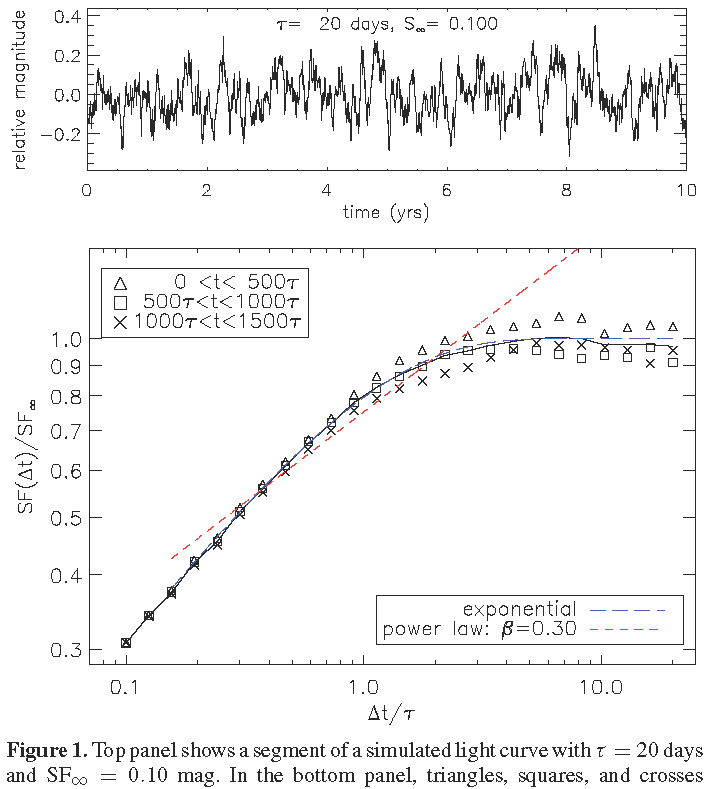 τ= 20 days, S∞= 0.100
0.4
0.2
0.0
−0.2
relative magnitude
0 2 4 6 8 10
time (yrs)
△ 0 <t< 500τ
□ 500τ<t<1000τ
× 1000τ<t<1500τ
1.0
0.9
0.8
0.7
0.6
0.5
0.4
0.3
SF(Δt)/SF∞
exponential
power law: β=0.30
0.1 1.0 10.0
Δt/τ
Figure 1. Top panel shows a segment of a simulated light curve with τ = 20 days
and SF∞ = 0.10 mag. In the bottom panel, triangles, squares, and crosses